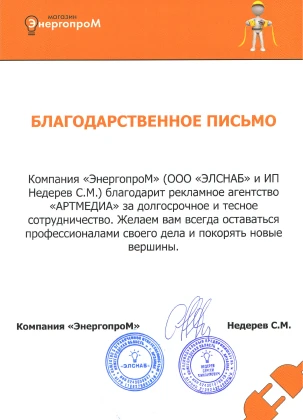 магазин
ЭнергопроМ
БЛАГОДАРСТВЕННОЕ ПИСЬМО
Компания «ЭнергопроМ» (ООО «ЭЛСНАБ» и ИП
Недерев С.М.) благодарит рекламное агентство
«АРТМЕДИА» за долгосрочное и тесное
сотрудничество. Желаем вам всегда оставаться
профессионалами своего дела и покорять новые
вершины.
Компания «ЭнергопроМ»
Недерев С.М.
«ЭЛСНАБ»
НЕДЕРЕВ